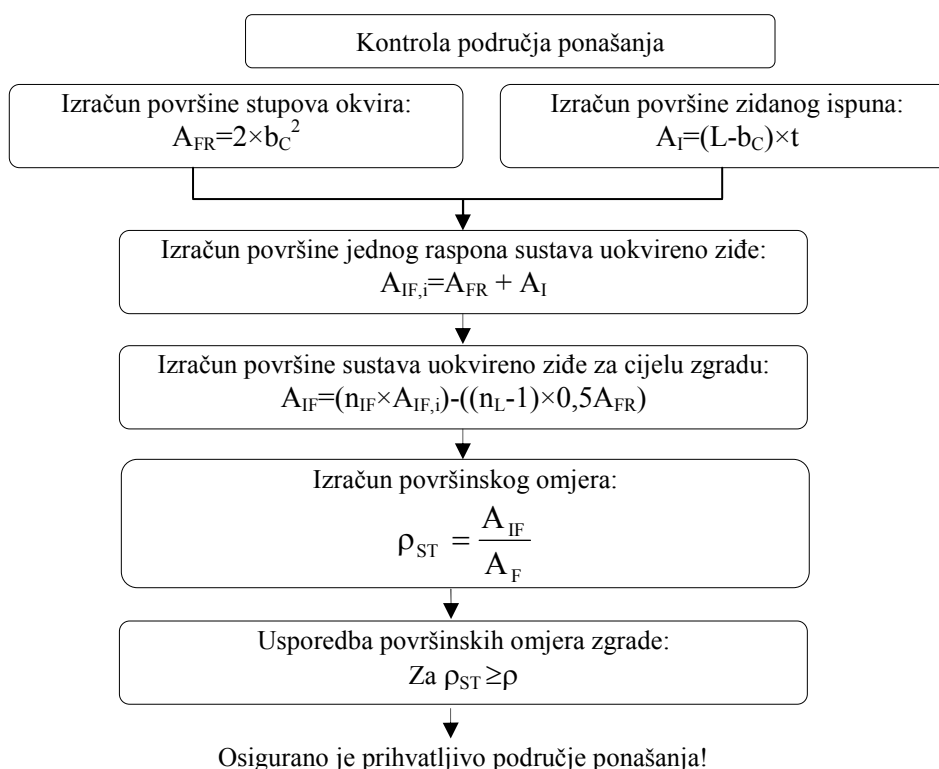 Kontrola područja ponašanja
Izračun površine stupova okvira:
A_FR=2×b_C²
Izračun površine zidanog ispuna:
A_I=(L-b_C)×t
Izračun površine jednog raspona sustava uokvireno ziđe:
A_IF,i=A_FR + A_I
Izračun površine sustava uokvireno ziđe za cijelu zgradu:
A_IF=(n_IF×A_IF,i)-((n_L-1)×0,5A_FR)
Izračun površinskog omjera:
ρ_ST = A_IF / A_F
Usporedba površinskih omjera zgrade:
Za ρ_ST ≥ρ
Osigurano je prihvatljivo područje ponašanja!